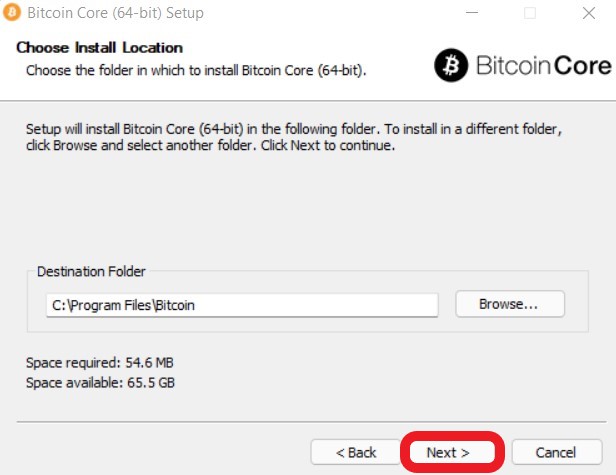 Bitcoin Core (64-bit) Setup
Choose Install Location
Choose the folder in which to install Bitcoin Core (64-bit).
Bitcoin Core
Setup will install Bitcoin Core (64-bit) in the following folder. To install in a different folder,
click Browse and select another folder. Click Next to continue.
Destination Folder
C:\Program Files\Bitcoin
Browse...
Space required: 54.6 MB
Space available: 65.5 GB
< Back
Next >
Cancel